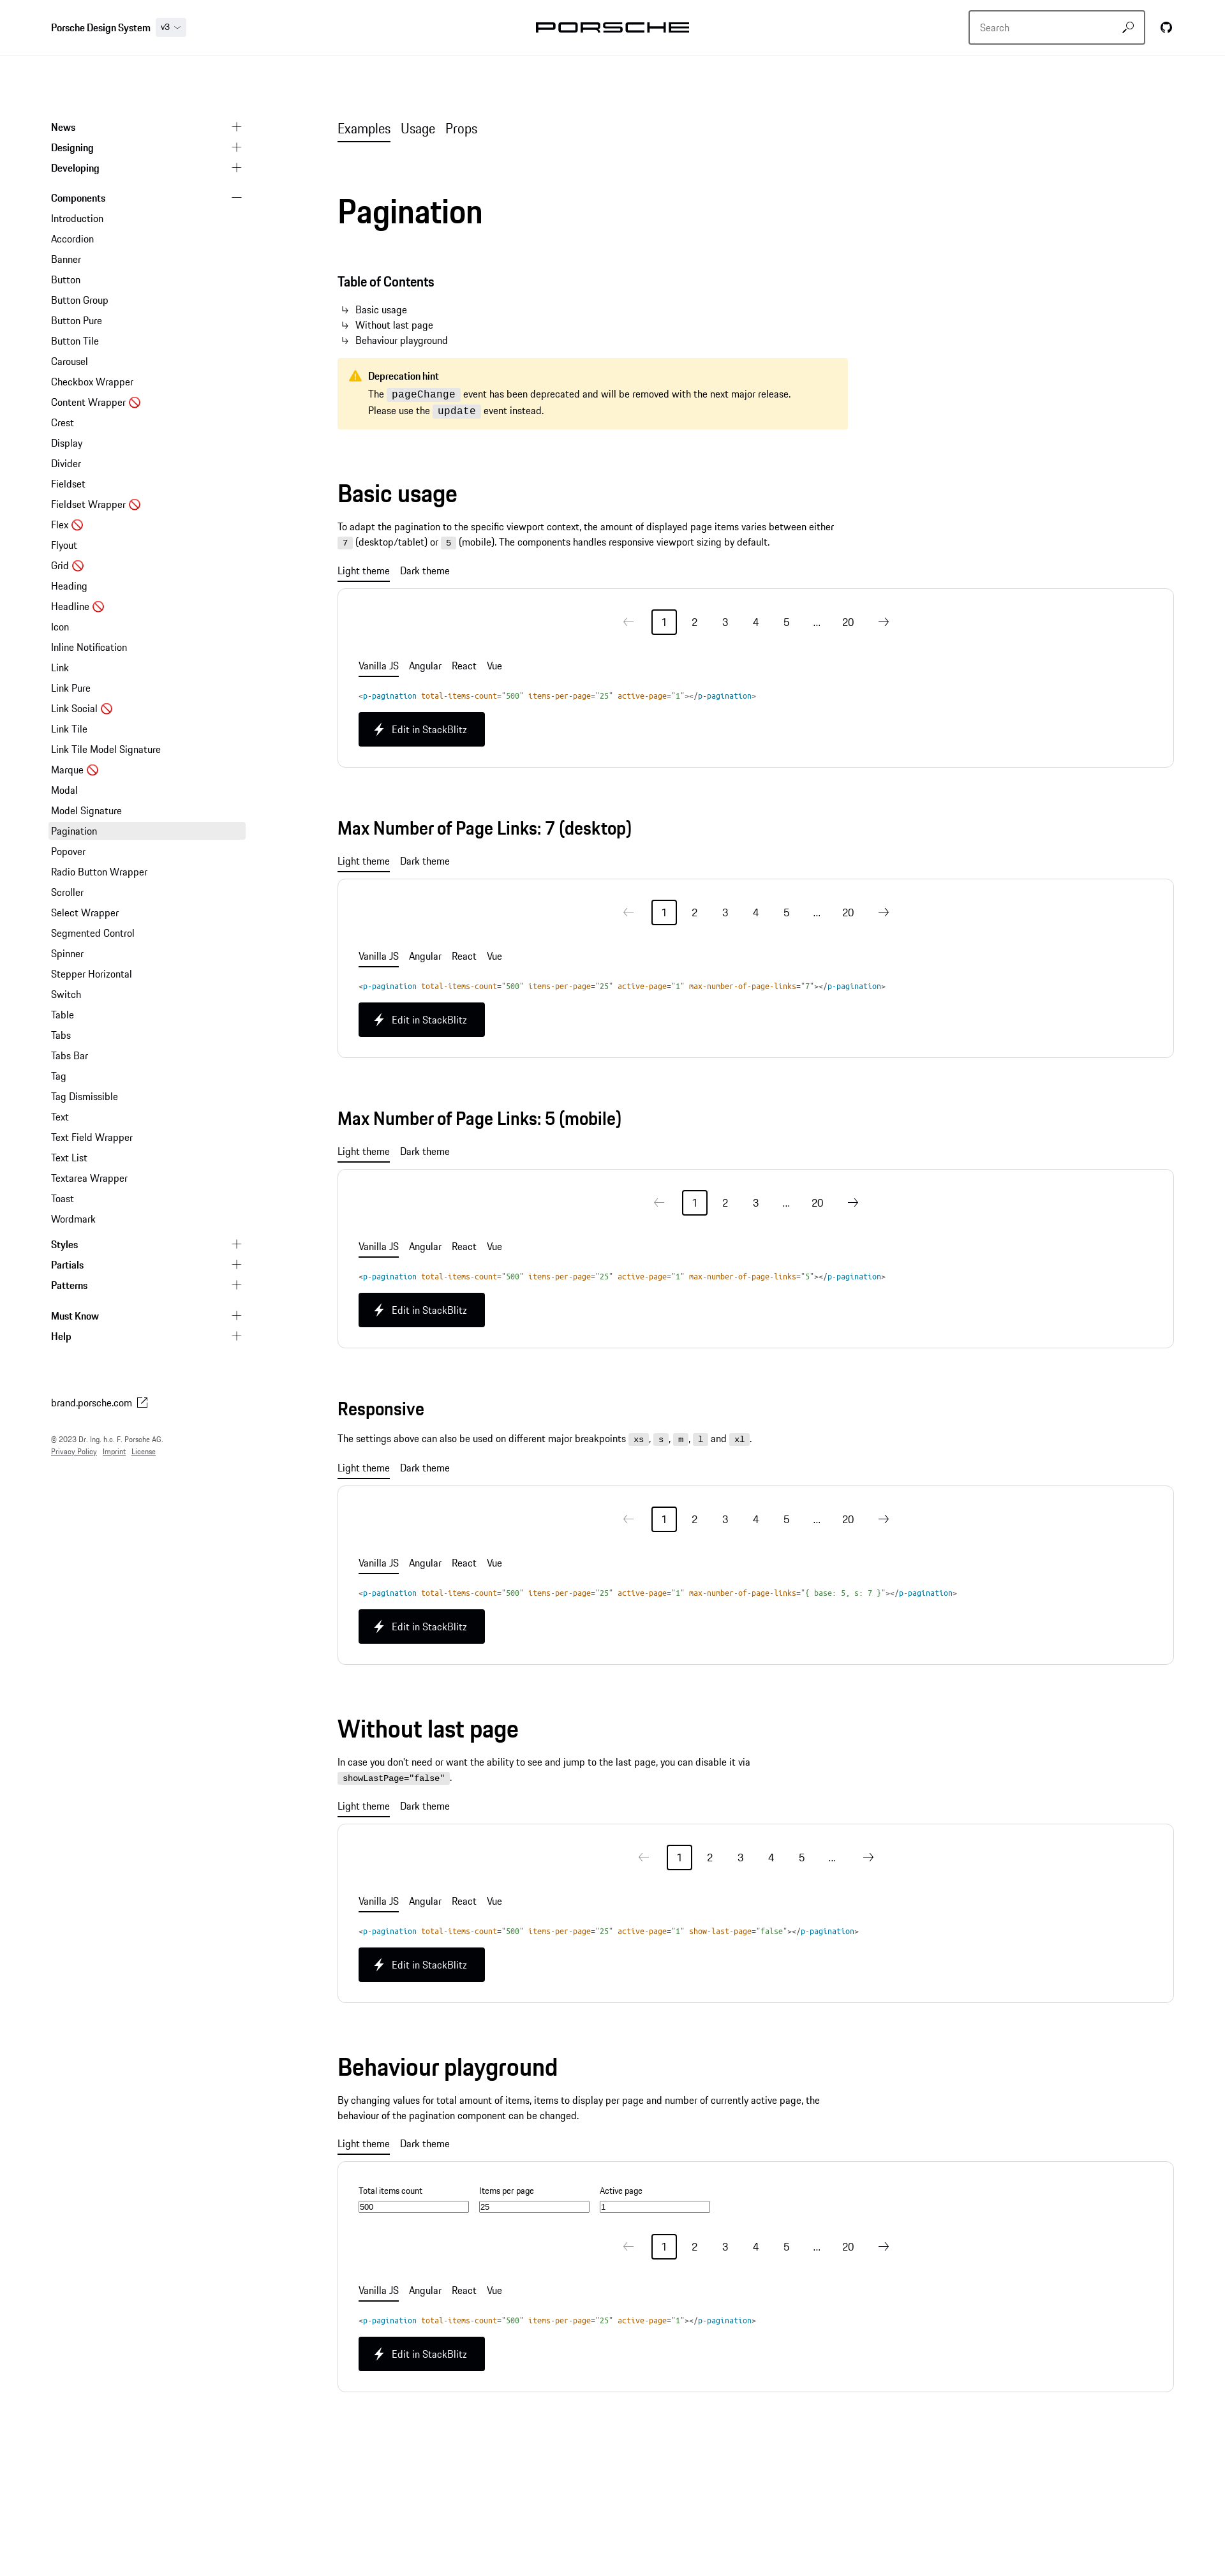 Porsche Design System v3
PORSCHE
Search
News
Designing
Developing
Components
Introduction
Accordion
Banner
Button
Button Group
Button Pure
Button Tile
Carousel
Checkbox Wrapper
Content Wrapper 🚫
Crest
Display
Divider
Fieldset
Fieldset Wrapper 🚫
Flex 🚫
Flyout
Grid 🚫
Heading
Headline 🚫
Icon
Inline Notification
Link
Link Pure
Link Social 🚫
Link Tile
Link Tile Model Signature
Marque 🚫
Modal
Model Signature
Pagination
Popover
Radio Button Wrapper
Scroller
Select Wrapper
Segmented Control
Spinner
Stepper Horizontal
Switch
Table
Tabs
Tabs Bar
Tag
Tag Dismissible
Text
Text Field Wrapper
Text List
Textarea Wrapper
Toast
Wordmark
Styles
Partials
Patterns
Must Know
Help
brand.porsche.com
© 2023 Dr. Ing. h.c. F. Porsche AG.
Privacy Policy Imprint License
Examples Usage Props
Pagination
Table of Contents
Basic usage
Without last page
Behaviour playground
Deprecation hint
The pageChange event has been deprecated and will be removed with the next major release.
Please use the update event instead.
Basic usage
To adapt the pagination to the specific viewport context, the amount of displayed page items varies between either
7 (desktop/tablet) or 5 (mobile). The components handles responsive viewport sizing by default.
Light theme Dark theme
1 2 3 4 5 ... 20
Vanilla JS Angular React Vue
<p-pagination total-items-count="500" items-per-page="25" active-page="1"></p-pagination>
Edit in StackBlitz
Max Number of Page Links: 7 (desktop)
Light theme Dark theme
1 2 3 4 5 ... 20
Vanilla JS Angular React Vue
<p-pagination total-items-count="500" items-per-page="25" active-page="1" max-number-of-page-links="7"></p-pagination>
Edit in StackBlitz
Max Number of Page Links: 5 (mobile)
Light theme Dark theme
1 2 3 ... 20
Vanilla JS Angular React Vue
<p-pagination total-items-count="500" items-per-page="25" active-page="1" max-number-of-page-links="5"></p-pagination>
Edit in StackBlitz
Responsive
The settings above can also be used on different major breakpoints xs, s, m, l and xl.
Light theme Dark theme
1 2 3 4 5 ... 20
Vanilla JS Angular React Vue
<p-pagination total-items-count="500" items-per-page="25" active-page="1" max-number-of-page-links="{ base: 5, s: 7 }"></p-pagination>
Edit in StackBlitz
Without last page
In case you don't need or want the ability to see and jump to the last page, you can disable it via
showLastPage="false".
Light theme Dark theme
1 2 3 4 5 ...
Vanilla JS Angular React Vue
<p-pagination total-items-count="500" items-per-page="25" active-page="1" show-last-page="false"></p-pagination>
Edit in StackBlitz
Behaviour playground
By changing values for total amount of items, items to display per page and number of currently active page, the
behaviour of the pagination component can be changed.
Light theme Dark theme
Total items count Items per page Active page
500 25 1
1 2 3 4 5 ... 20
Vanilla JS Angular React Vue
<p-pagination total-items-count="500" items-per-page="25" active-page="1"></p-pagination>
Edit in StackBlitz